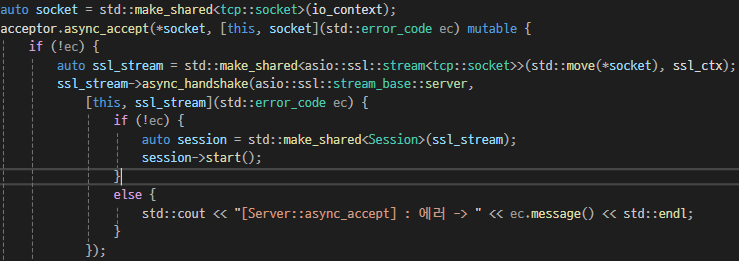 auto socket = std::make_shared<tcp::socket>(io_context);
acceptor.async_accept(*socket, [this, socket](std::error_code ec) mutable {
if (!ec) {
auto ssl_stream = std::make_shared<asio::ssl::stream<tcp::socket>>(std::move(*socket), ssl_ctx);
ssl_stream->async_handshake(asio::ssl::stream_base::server,
[this, ssl_stream](std::error_code ec) {
if (!ec) {
auto session = std::make_shared<Session>(ssl_stream);
session->start();
}
else {
std::cout << "[Server::async_accept] : 에러 -> " << ec.message() << std::endl;
}
});